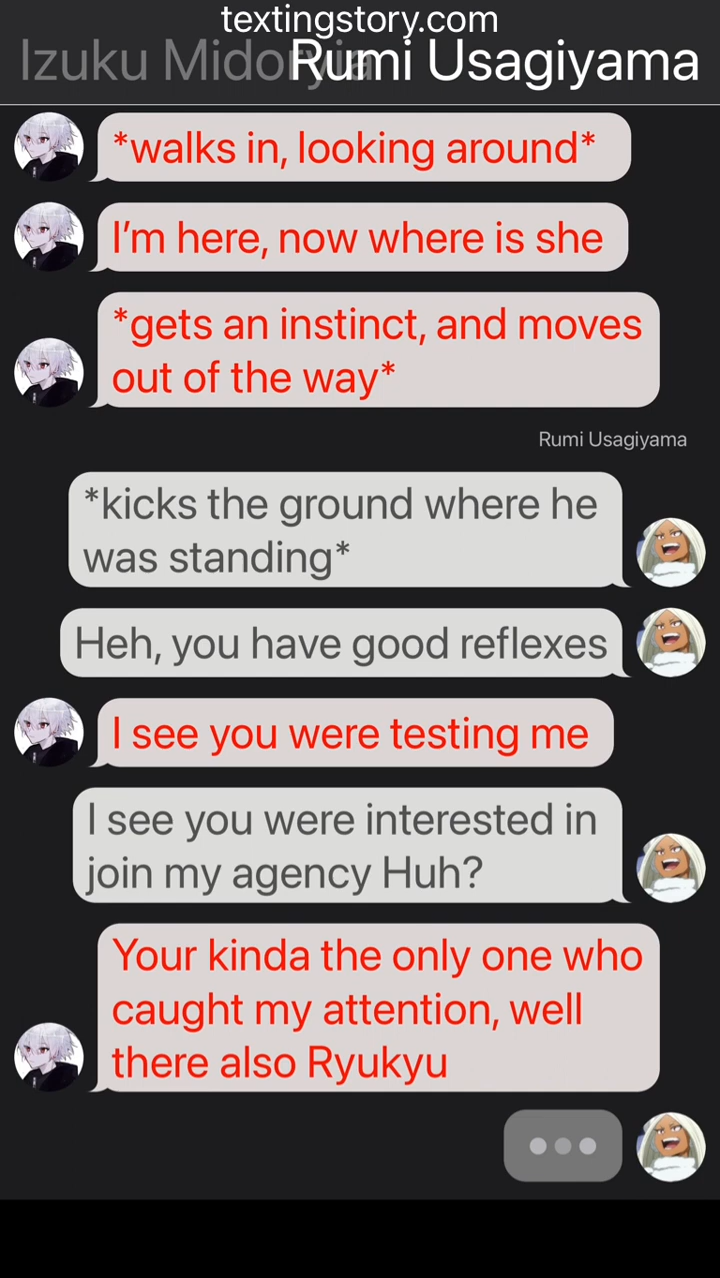 textingstory.com
Izuku Midoryia Rumi Usagiyama
*walks in, looking around*
I'm here, now where is she
*gets an instinct, and moves
out of the way*
Rumi Usagiyama
*kicks the ground where he
was standing*
Heh, you have good reflexes
I see you were testing me
I see you were interested in
join my agency Huh?
Your kinda the only one who
caught my attention, well
there also Ryukyu